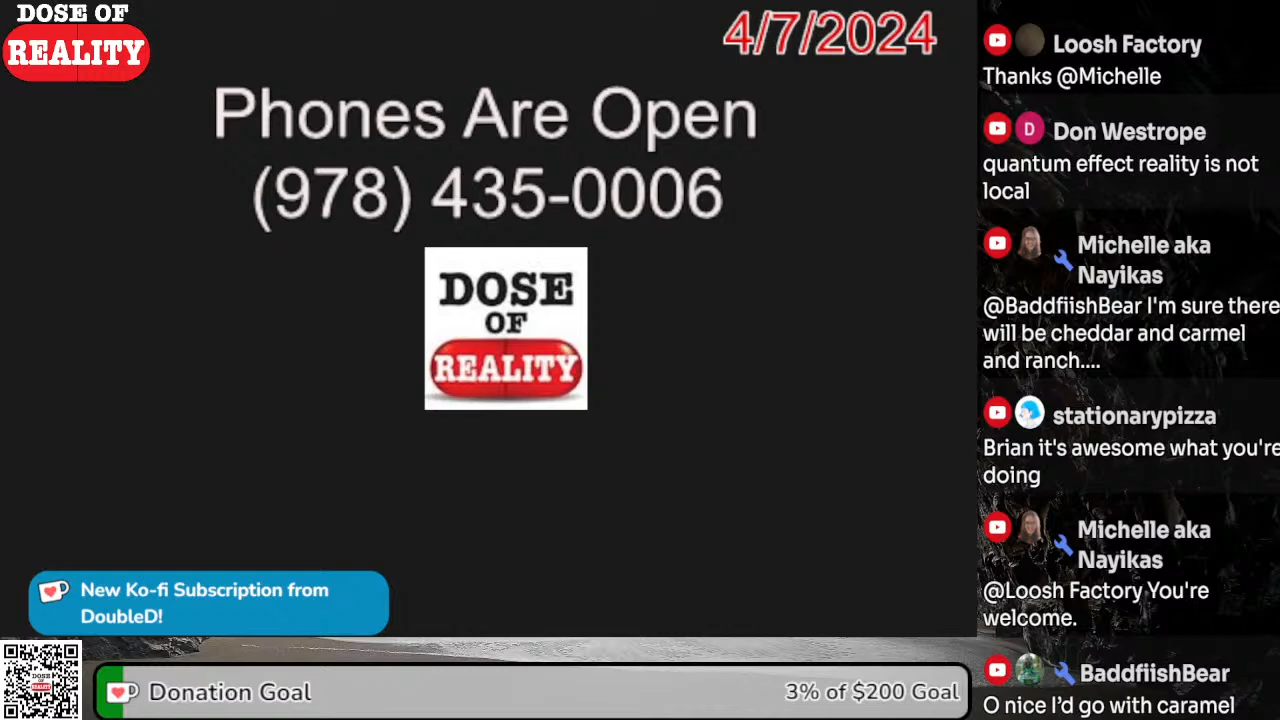 DOSE OF
REALITY
4/7/2024
Phones Are Open
(978) 435-0006
DOSE
OF
REALITY
New Ko-fi Subscription from
DoubleD!
DOSE
OF
REALITY
Donation Goal
3% of $200 Goal
Loosh Factory
Thanks @Michelle
D
Don Westrope
quantum effect reality is not
local
Michelle aka
Nayikas
@BaddfiishBear I'm sure there
will be cheddar and carmel
and ranch....
stationarypizza
Brian it's awesome what you're
doing
Michelle aka
Nayikas
@Loosh Factory You're
welcome.
BaddfiishBear
O nice I'd go with caramel